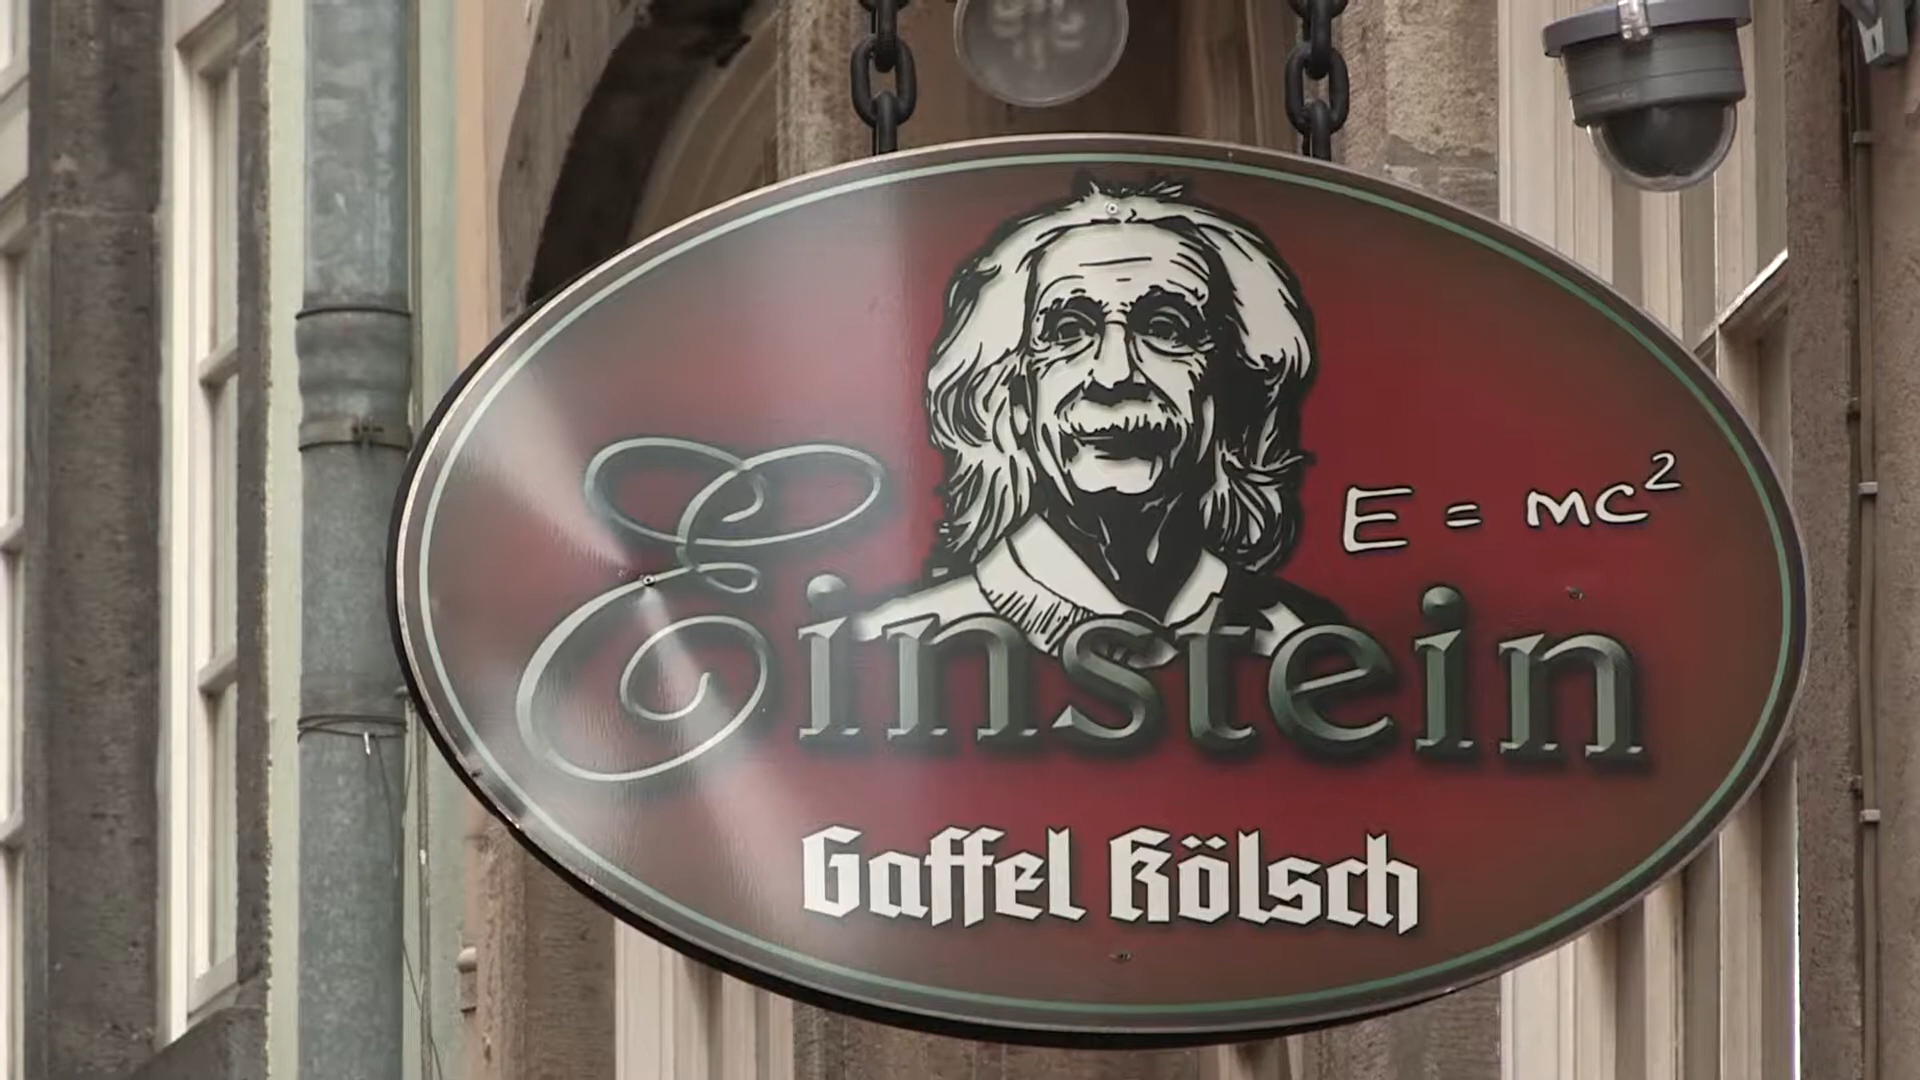 E = mc²
Einstein
Gaffel Kölsch